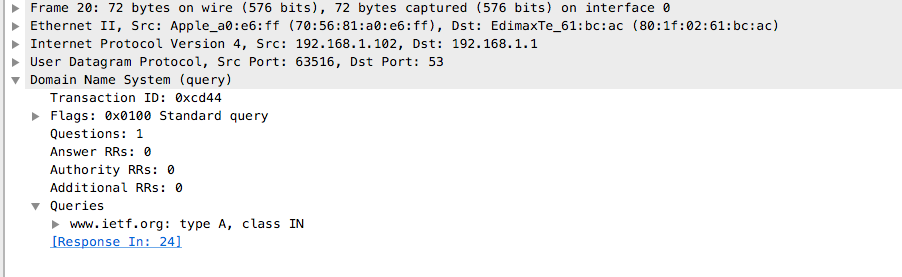 Frame 20: 72 bytes on wire (576 bits), 72 bytes captured (576 bits) on interface 0
Ethernet II, Src: Apple_a0:e6:ff (70:56:81:a0:e6:ff), Dst: EdimaxTe_61:bc:ac (80:1f:02:61:bc:ac)
Internet Protocol Version 4, Src: 192.168.1.102, Dst: 192.168.1.1
User Datagram Protocol, Src Port: 63516, Dst Port: 53
Domain Name System (query)
Transaction ID: 0xcd44
Flags: 0x0100 Standard query
Questions: 1
Answer RRs: 0
Authority RRs: 0
Additional RRs: 0
Queries
www.ietf.org: type A, class IN
[Response In: 24]